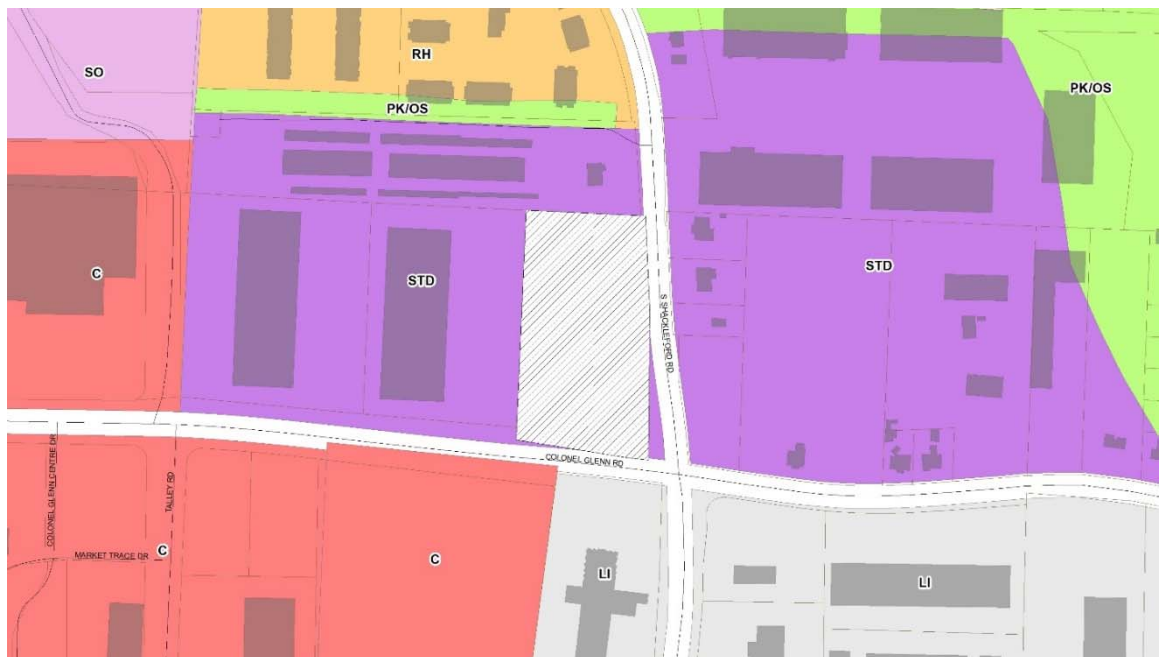 RH
SO
PK/OS
PK/OS
C
STD
STD
S SHACKLEFORD RD
COLONEL GLENN RD
COLONEL GLENN CENTRE DR
TALLEY RD
MARKET TRACE DR
C
C
LI
LI